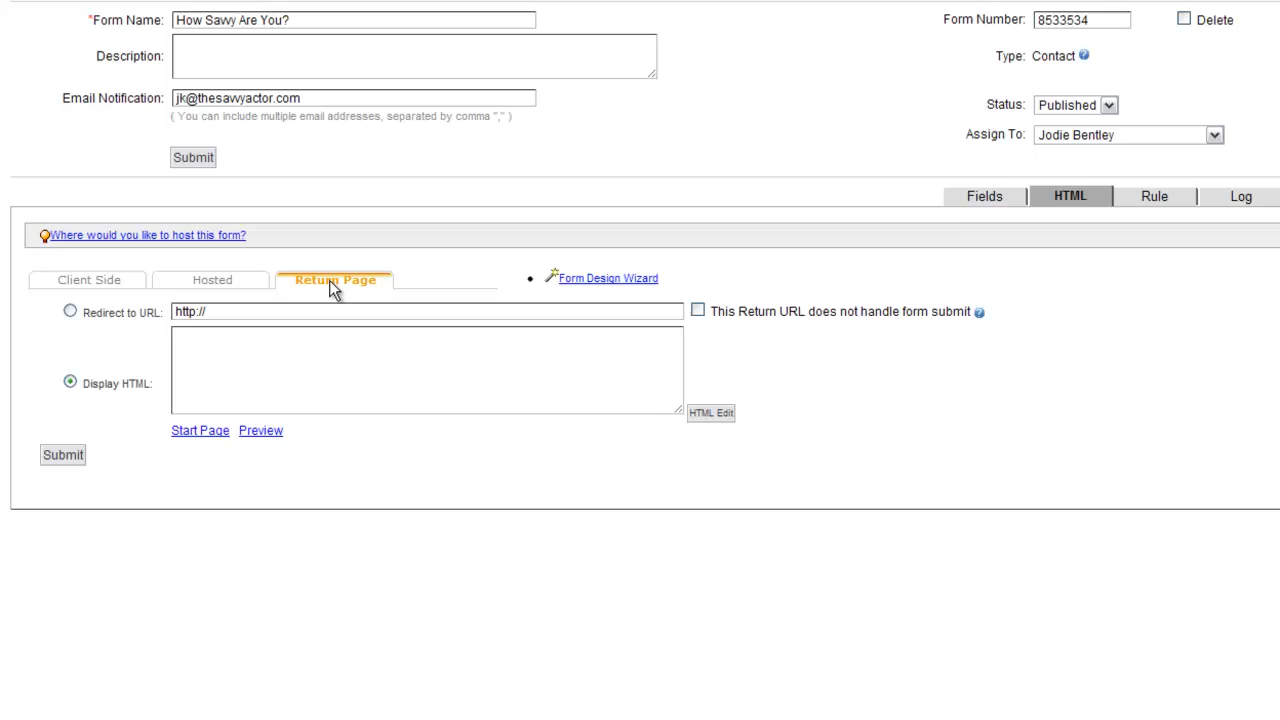 *Form Name: How Savvy Are You? Form Number: 8533534 Delete
Description: Type: Contact ?
Email Notification: jk@thesavvyactor.com Status: Published
( You can include multiple email addresses, separated by comma "," )
Assign To: Jodie Bentley
Submit
Fields HTML Rule Log
Where would you like to host this form?
Client Side Hosted Return Page Form Design Wizard
Redirect to URL: http:// This Return URL does not handle form submit ?
Display HTML:
HTML Edit
Start Page Preview
Submit